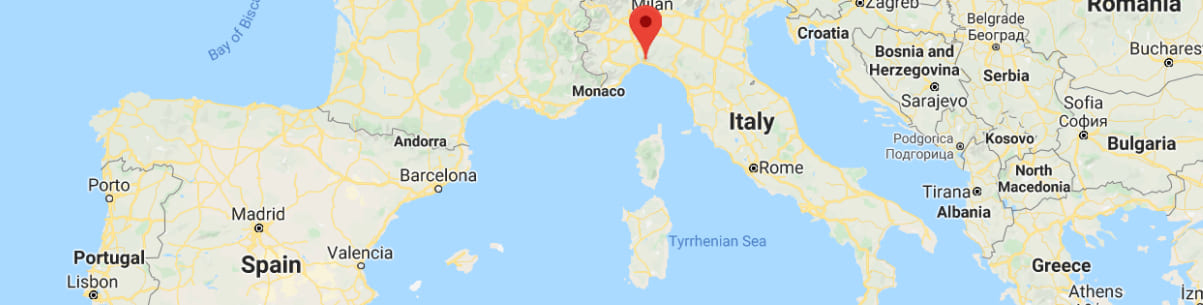 Milan
Zagreb
Romania
Bay of Bisc
Croatia
Belgrade
Београд
Bosnia and
Herzegovina
Bucharest
Serbia
Monaco
Sarajevo
Italy
Sofia
София
Andorra
Podgorica
Подгорица
Kosovo
Bulgaria
Rome
Barcelona
North
Macedonia
Porto
Tirana
Albania
Madrid
Tyrrhenian Sea
Valencia
Portugal
Spain
Greece
Lisbon
Athens
İzm